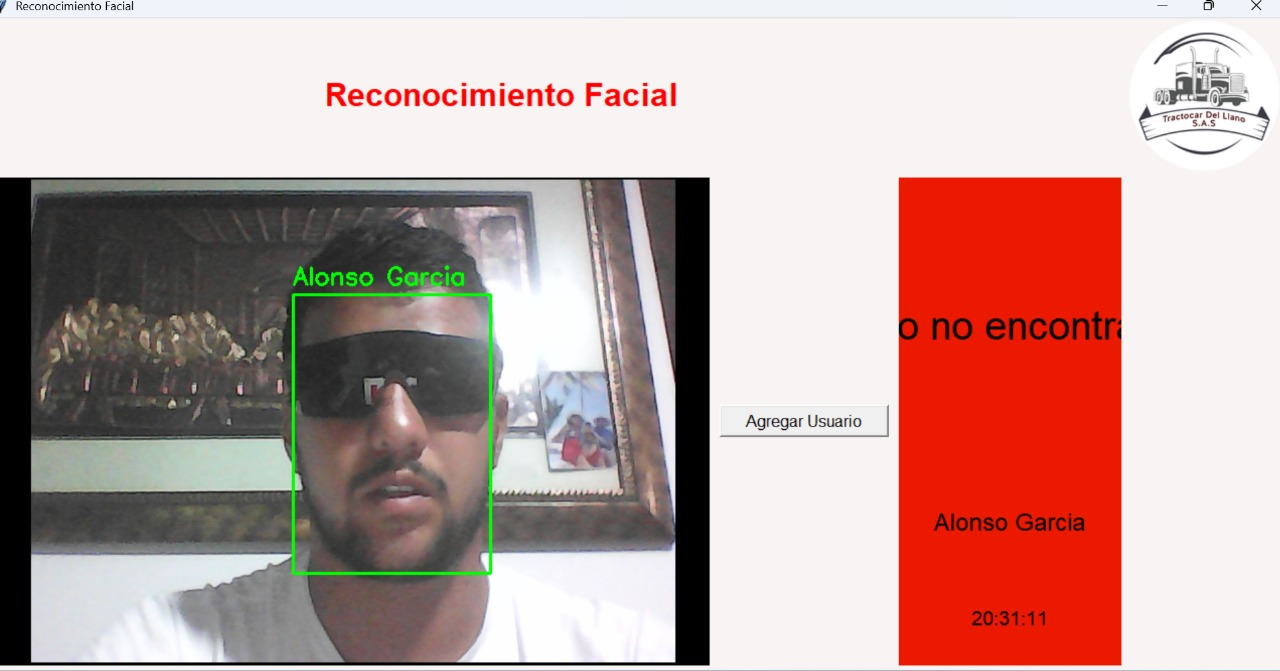 Reconocimiento Facial
Reconocimiento Facial
Tractocar Del Llano
S.A.S
Alonso Garcia
o no encontra
Agregar Usuario
Alonso Garcia
20:31:11